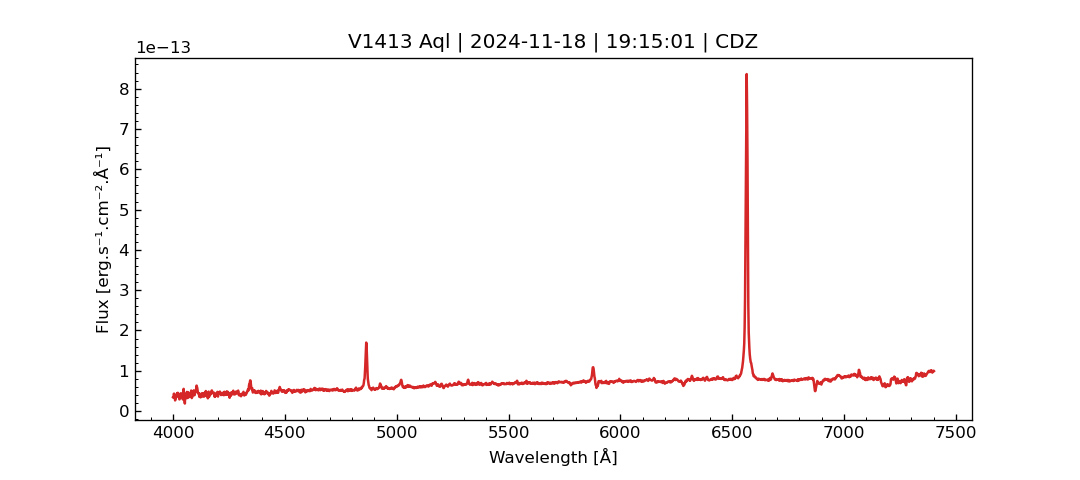 V1413 Aql | 2024-11-18 | 19:15:01 | CDZ
1e−13
8
7
6
5
4
3
2
1
0
Flux [erg.s⁻¹.cm⁻².Å⁻¹]
4000 4500 5000 5500 6000 6500 7000 7500
Wavelength [Å]